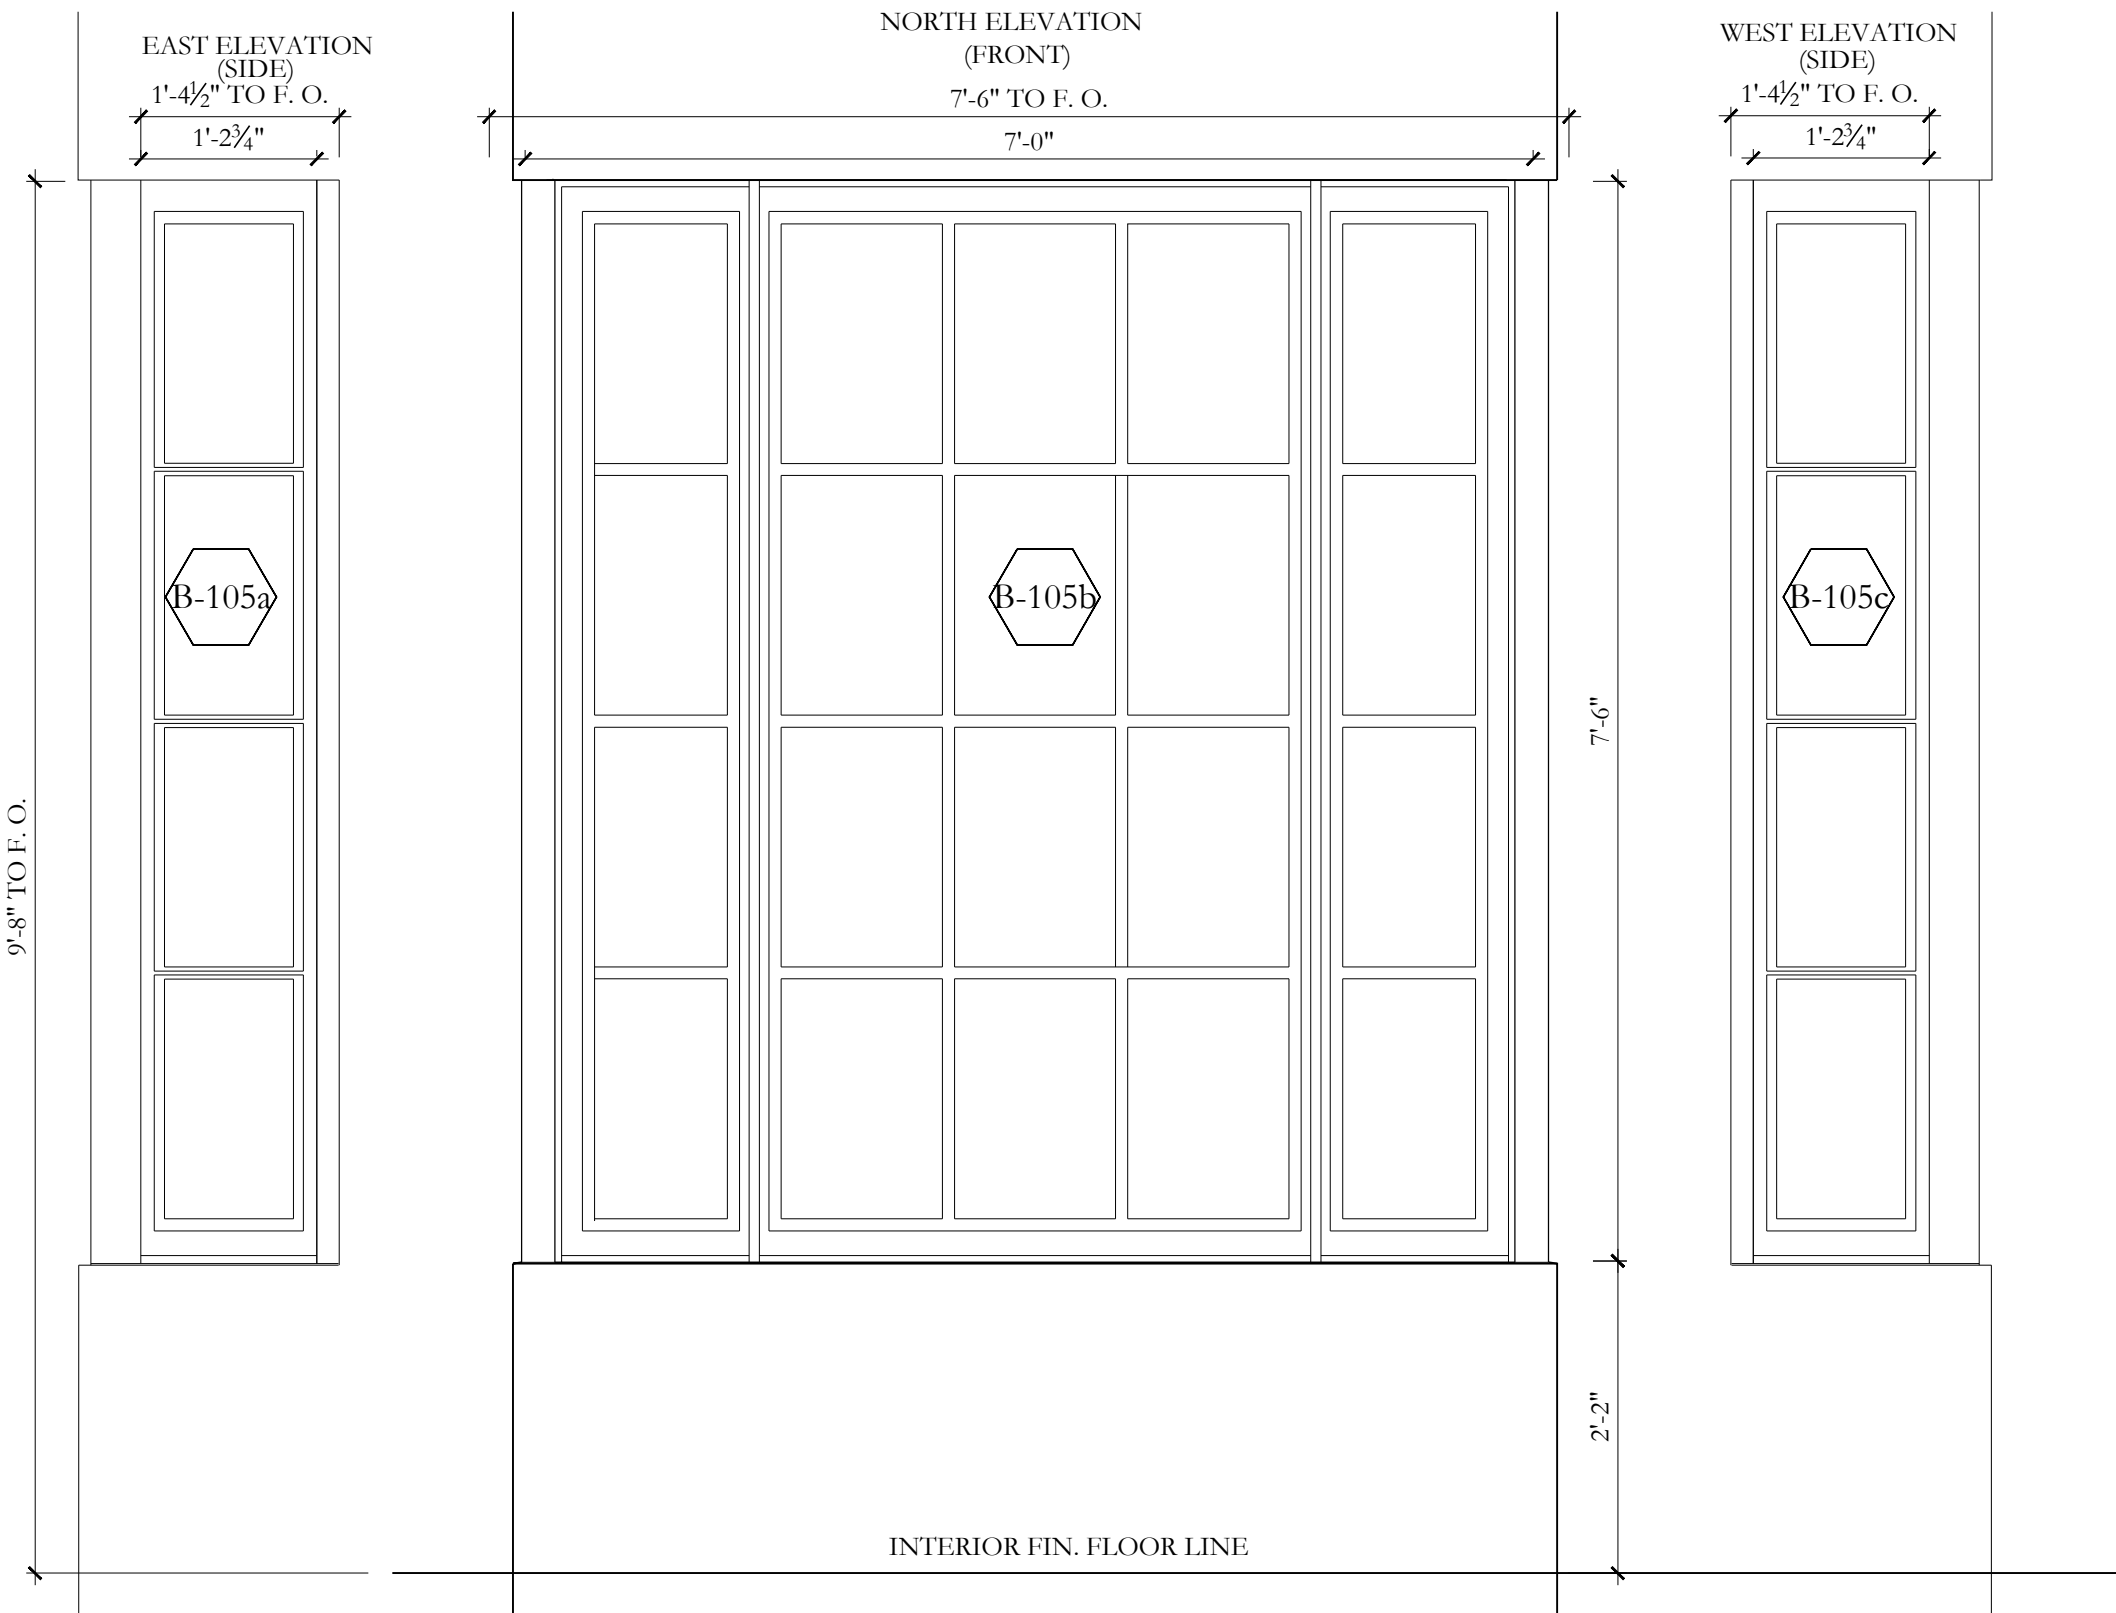 EAST ELEVATION
(SIDE)
1'-4½" TO F. O.
1'-2¾"
NORTH ELEVATION
(FRONT)
7'-6" TO F. O.
7'-0"
WEST ELEVATION
(SIDE)
1'-4½" TO F. O.
1'-2¾"
B-105a
B-105b
B-105c
7'-6"
9'-8" TO F. O.
2'-2"
INTERIOR FIN. FLOOR LINE